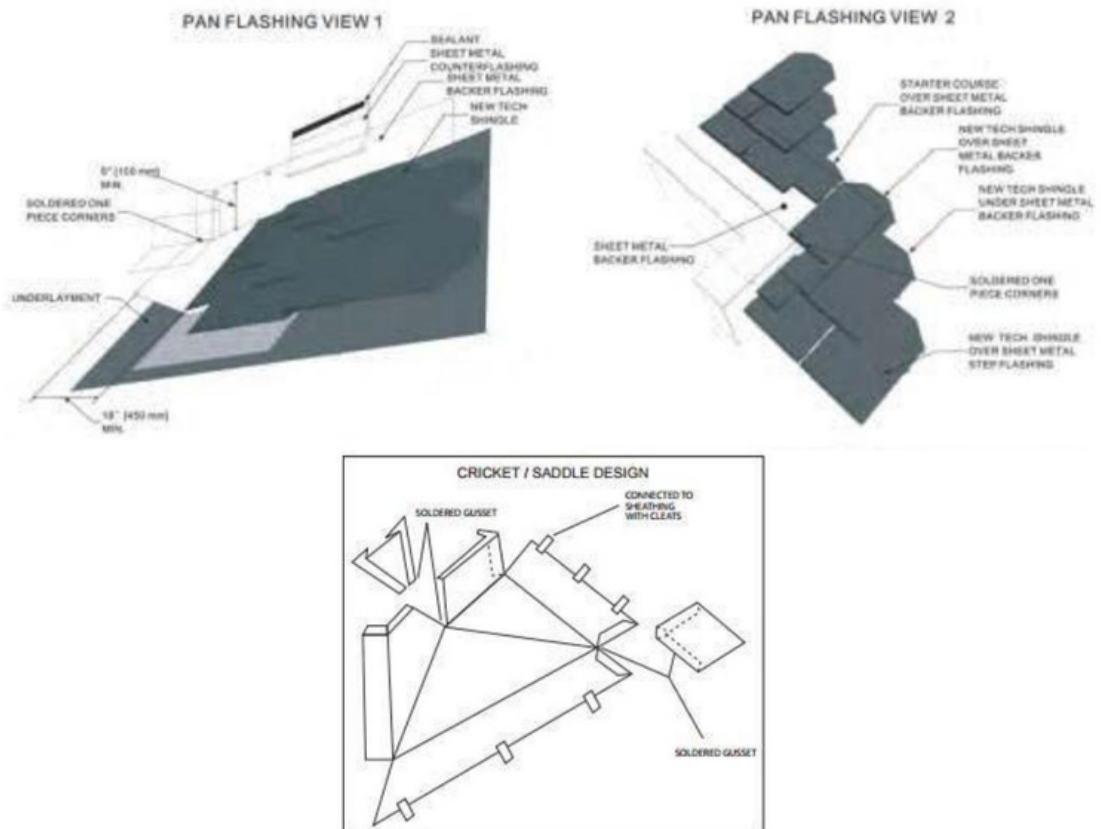 PAN FLASHING VIEW 1
SEALANT
SHEET METAL
COUNTERFLASHING
SHEET METAL
BACKER FLASHING
NEW TECH
SHINGLE
(100 mm)
MIN.
SOLDERED ONE
PIECE CORNERS
UNDERLAYMENT
18" (450 mm)
MIN.
PAN FLASHING VIEW 2
STARTER COURSE
OVER SHEET METAL
BACKER FLASHING
NEW TECH SHINGLE
OVER SHEET
METAL BACKER
FLASHING
NEW TECH SHINGLE
UNDER SHEET METAL
BACKER FLASHING
SHEET METAL
BACKER FLASHING
SOLDERED ONE
PIECE CORNERS
NEW TECH SHINGLE
OVER SHEET METAL
STEP FLASHING
CRICKET / SADDLE DESIGN
SOLDERED GUSSET
CONNECTED TO
SHEATHING
WITH CLEATS
SOLDERED GUSSET